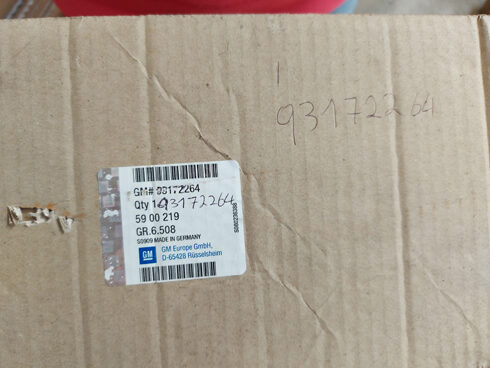 93172264
GM# 93172264
Qty 1
93172264
59 00 219
GR.6.508
S0909 MADE IN GERMANY
GM
GM Europe GmbH,
D-65428 Rüsselsheim